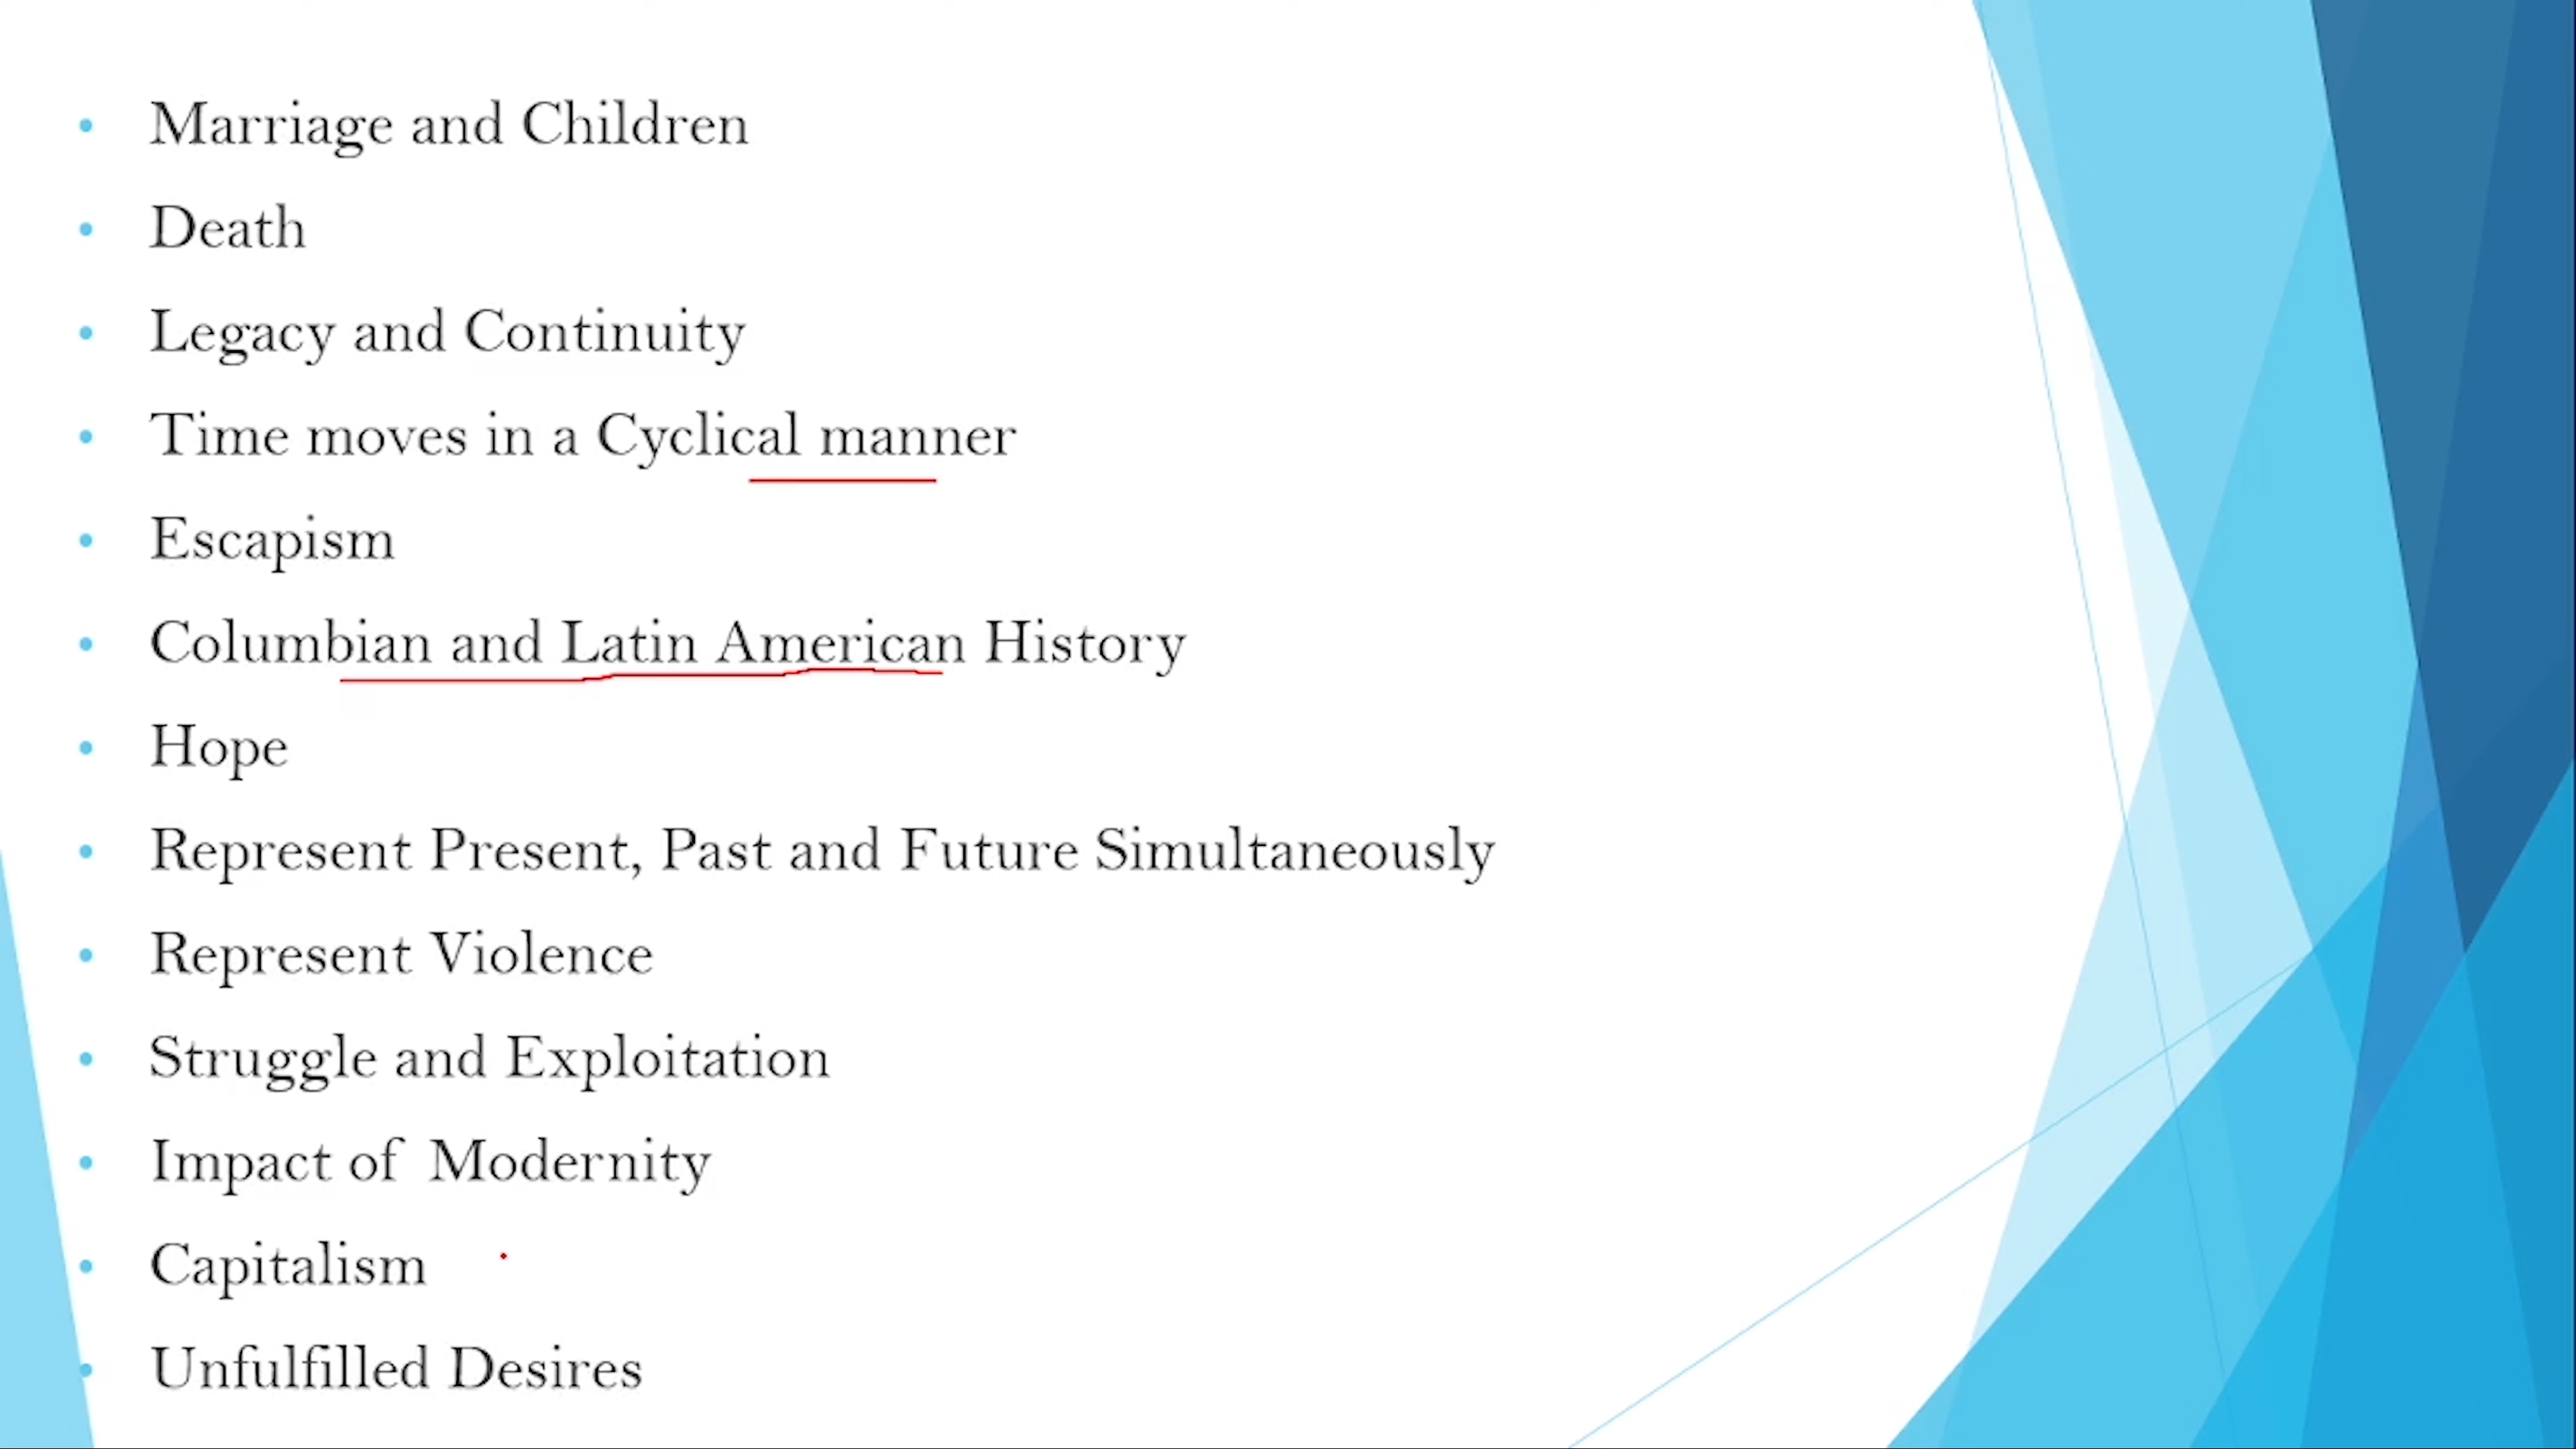 • Marriage and Children
• Death
• Legacy and Continuity
• Time moves in a Cyclical manner
• Escapism
• Columbian and Latin American History
• Hope
• Represent Present, Past and Future Simultaneously
• Represent Violence
• Struggle and Exploitation
• Impact of Modernity
• Capitalism
• Unfulfilled Desires